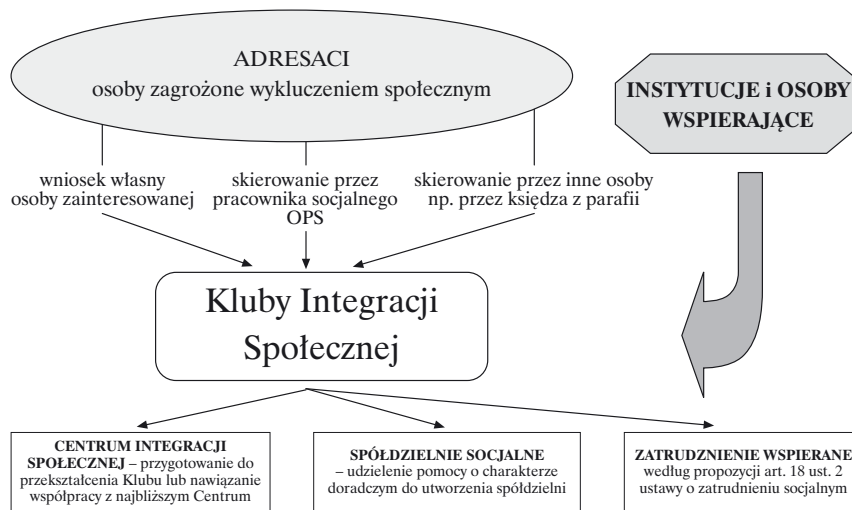 ADRESACI
osoby zagrożone wykluczeniem społecznym
INSTYTUCJE i OSOBY
WSPIERAJĄCE
wniosek własny
osoby zainteresowanej
skierowanie przez
pracownika socjalnego
OPS
skierowanie przez inne osoby
np. przez księdza z parafii
Kluby Integracji
Społecznej
CENTRUM INTEGRACJI
SPOŁECZNEJ – przygotowanie do
przekształcenia Klubu lub nawiązanie
współpracy z najbliższym Centrum
SPÓŁDZIELNIE SOCJALNE
– udzielenie pomocy o charakterze
doradczym do utworzenia spółdzielni
ZATRUDZNIENIE WSPIERANE
według propozycji art. 18 ust. 2
ustawy o zatrudnieniu socjalnym